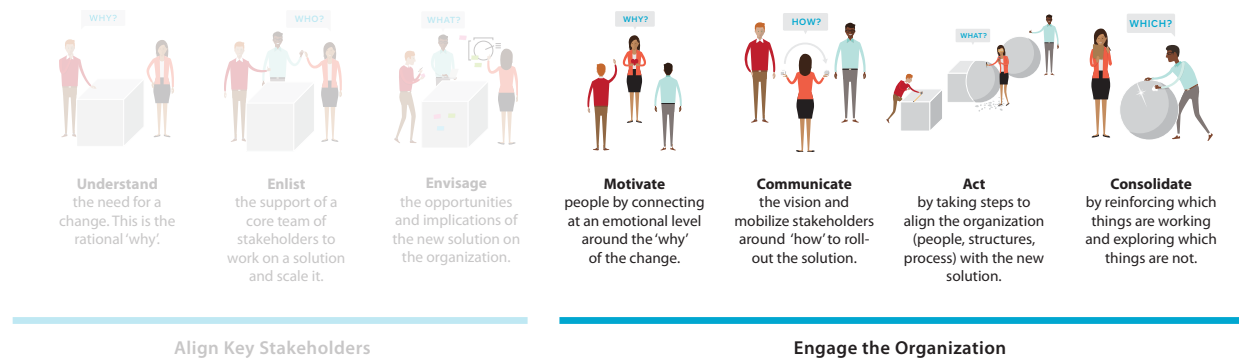 WHY?
WHO?
WHAT?
WHY?
HOW?
WHAT?
WHICH?
Understand
the need for a
change. This is the
rational ‘why’.
Enlist
the support of a
core team of
stakeholders to
work on a solution
and scale it.
Envisage
the opportunities
and implications of
the new solution on
the organization.
Motivate
people by connecting
at an emotional level
around the ‘why’
of the change.
Communicate
the vision and
mobilize stakeholders
around ‘how’ to roll-
out the solution.
Act
by taking steps to
align the organization
(people, structures,
process) with the new
solution.
Consolidate
by reinforcing which
things are working
and exploring which
things are not.
Align Key Stakeholders
Engage the Organization